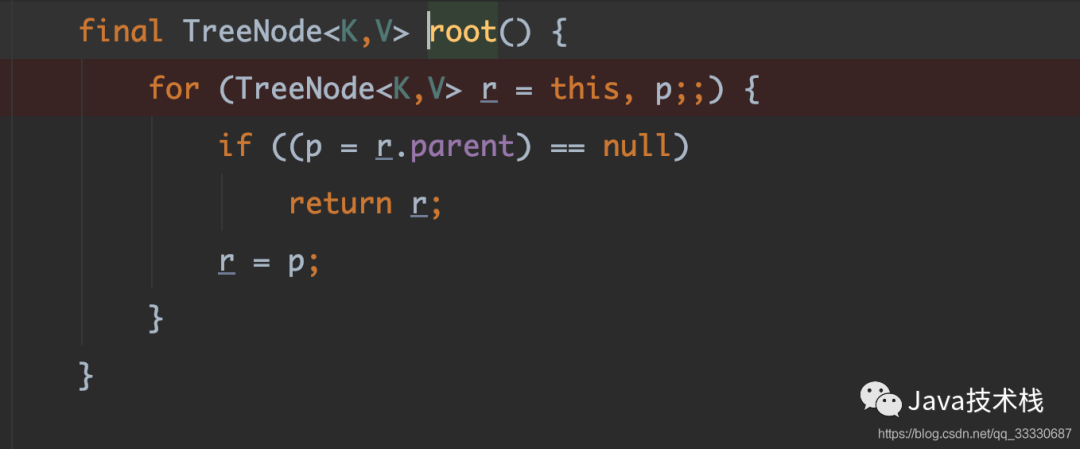 final TreeNode<K,V> root() {
for (TreeNode<K,V> r = this, p;;) {
if ((p = r.parent) == null)
return r;
r = p;
}
}
Java技术栈
https://blog.csdn.net/qq_33330687